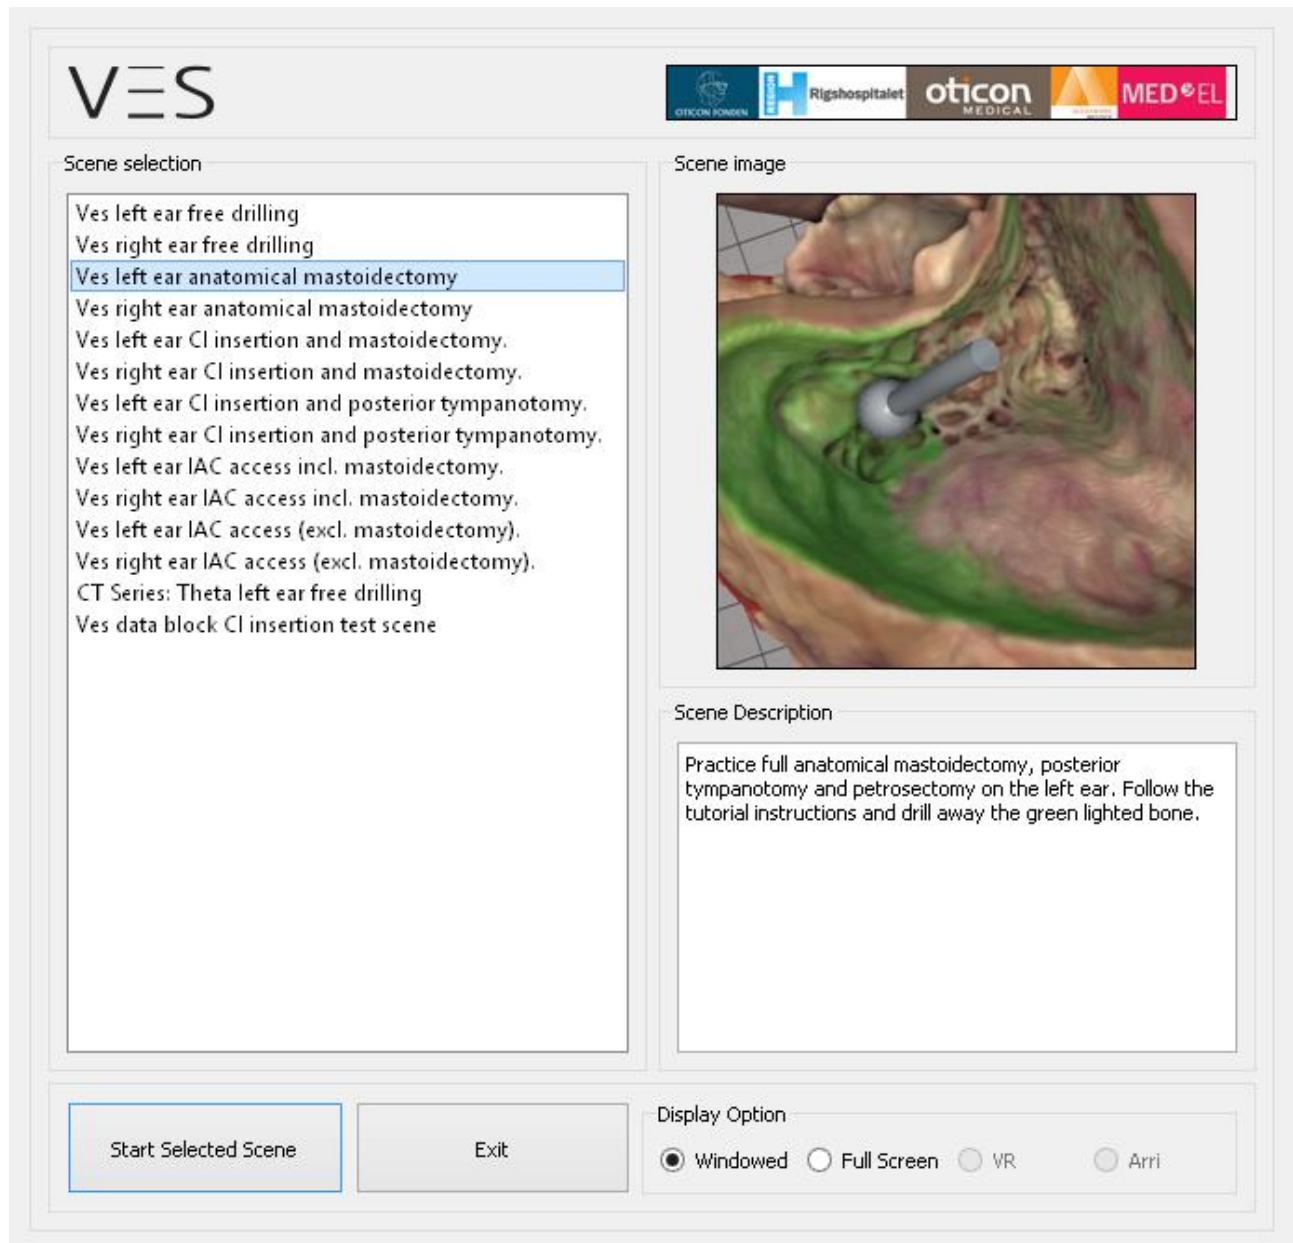 VES
OTICON FONDEN
REGION
H
Rigshospitalet
oticon
MEDICAL
MED-EL
Scene selection
Scene image
Ves left ear free drilling
Ves right ear free drilling
Ves left ear anatomical mastoidectomy
Ves right ear anatomical mastoidectomy
Ves left ear CI insertion and mastoidectomy.
Ves right ear CI insertion and mastoidectomy.
Ves left ear CI insertion and posterior tympanotomy.
Ves right ear CI insertion and posterior tympanotomy.
Ves left ear IAC access incl. mastoidectomy.
Ves right ear IAC access incl. mastoidectomy.
Ves left ear IAC access (excl. mastoidectomy).
Ves right ear IAC access (excl. mastoidectomy).
CT Series: Theta left ear free drilling
Ves data block CI insertion test scene
Scene Description
Practice full anatomical mastoidectomy, posterior
tympanotomy and petrosectomy on the left ear. Follow the
tutorial instructions and drill away the green lighted bone.
Start Selected Scene
Exit
Display Option
Windowed
Full Screen
VR
Arri